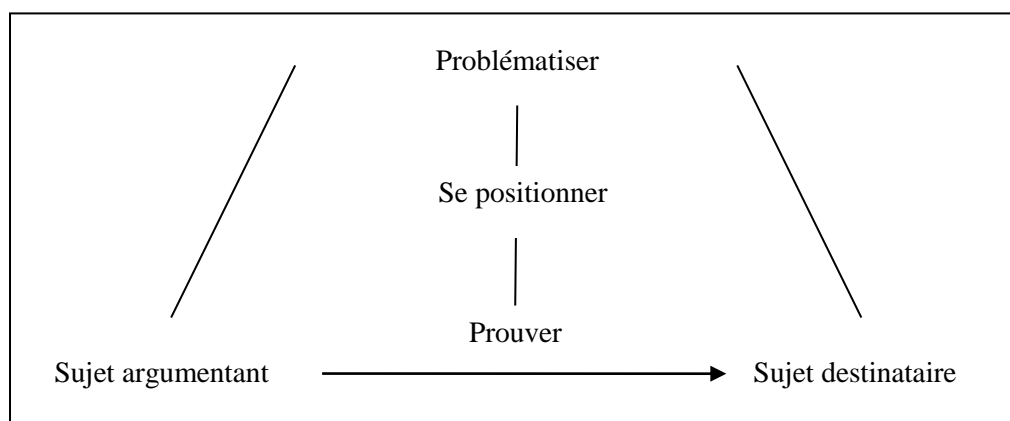 Problématiser
Se positionner
Prouver
Sujet argumentant Sujet destinataire